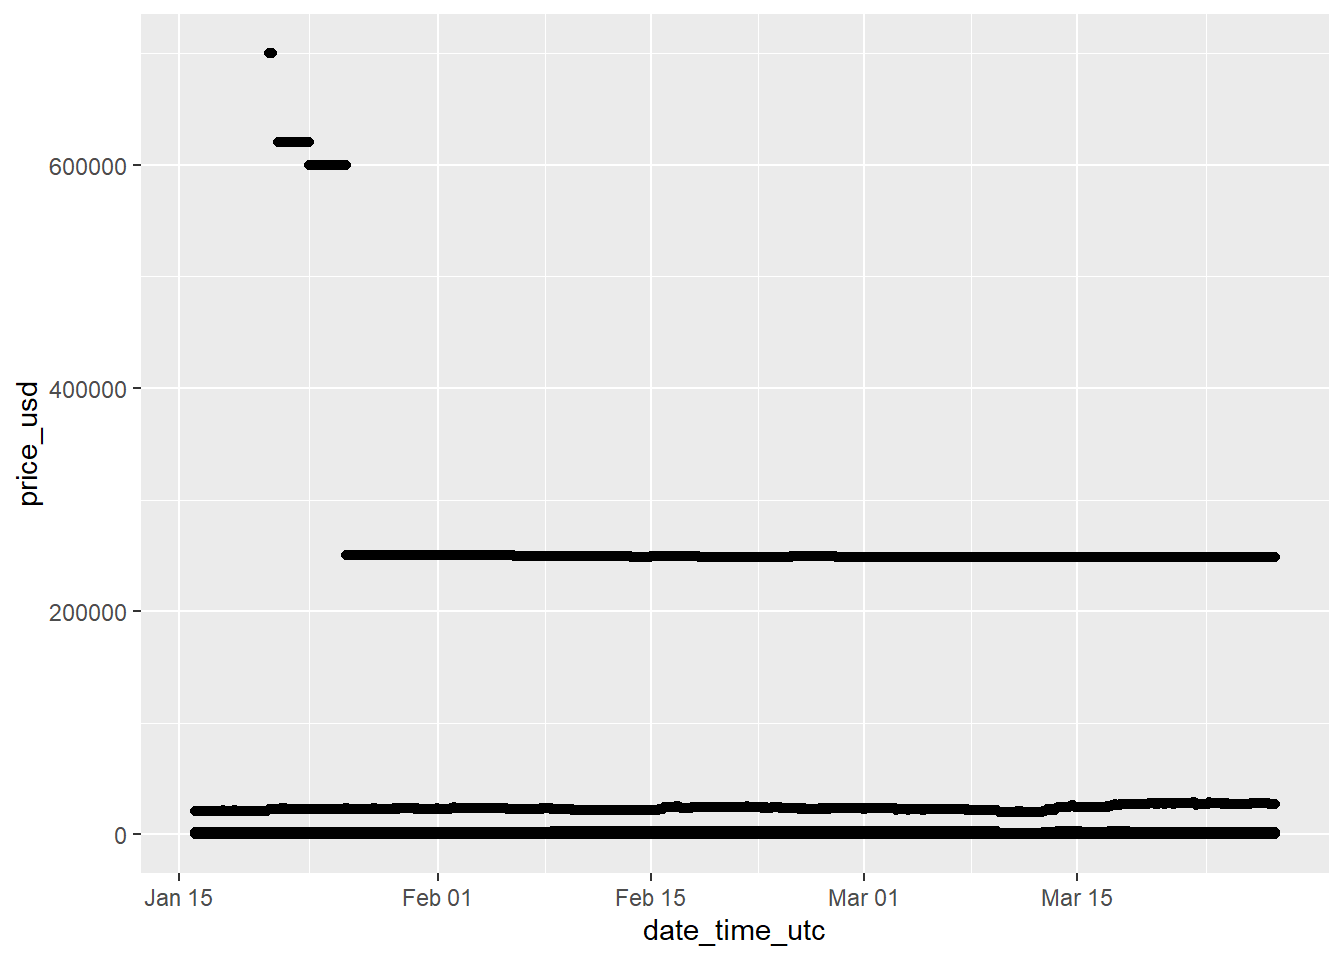 600000
400000
200000
0
price_usd
Jan 15
Feb 01
Feb 15
Mar 01
Mar 15
date_time_utc